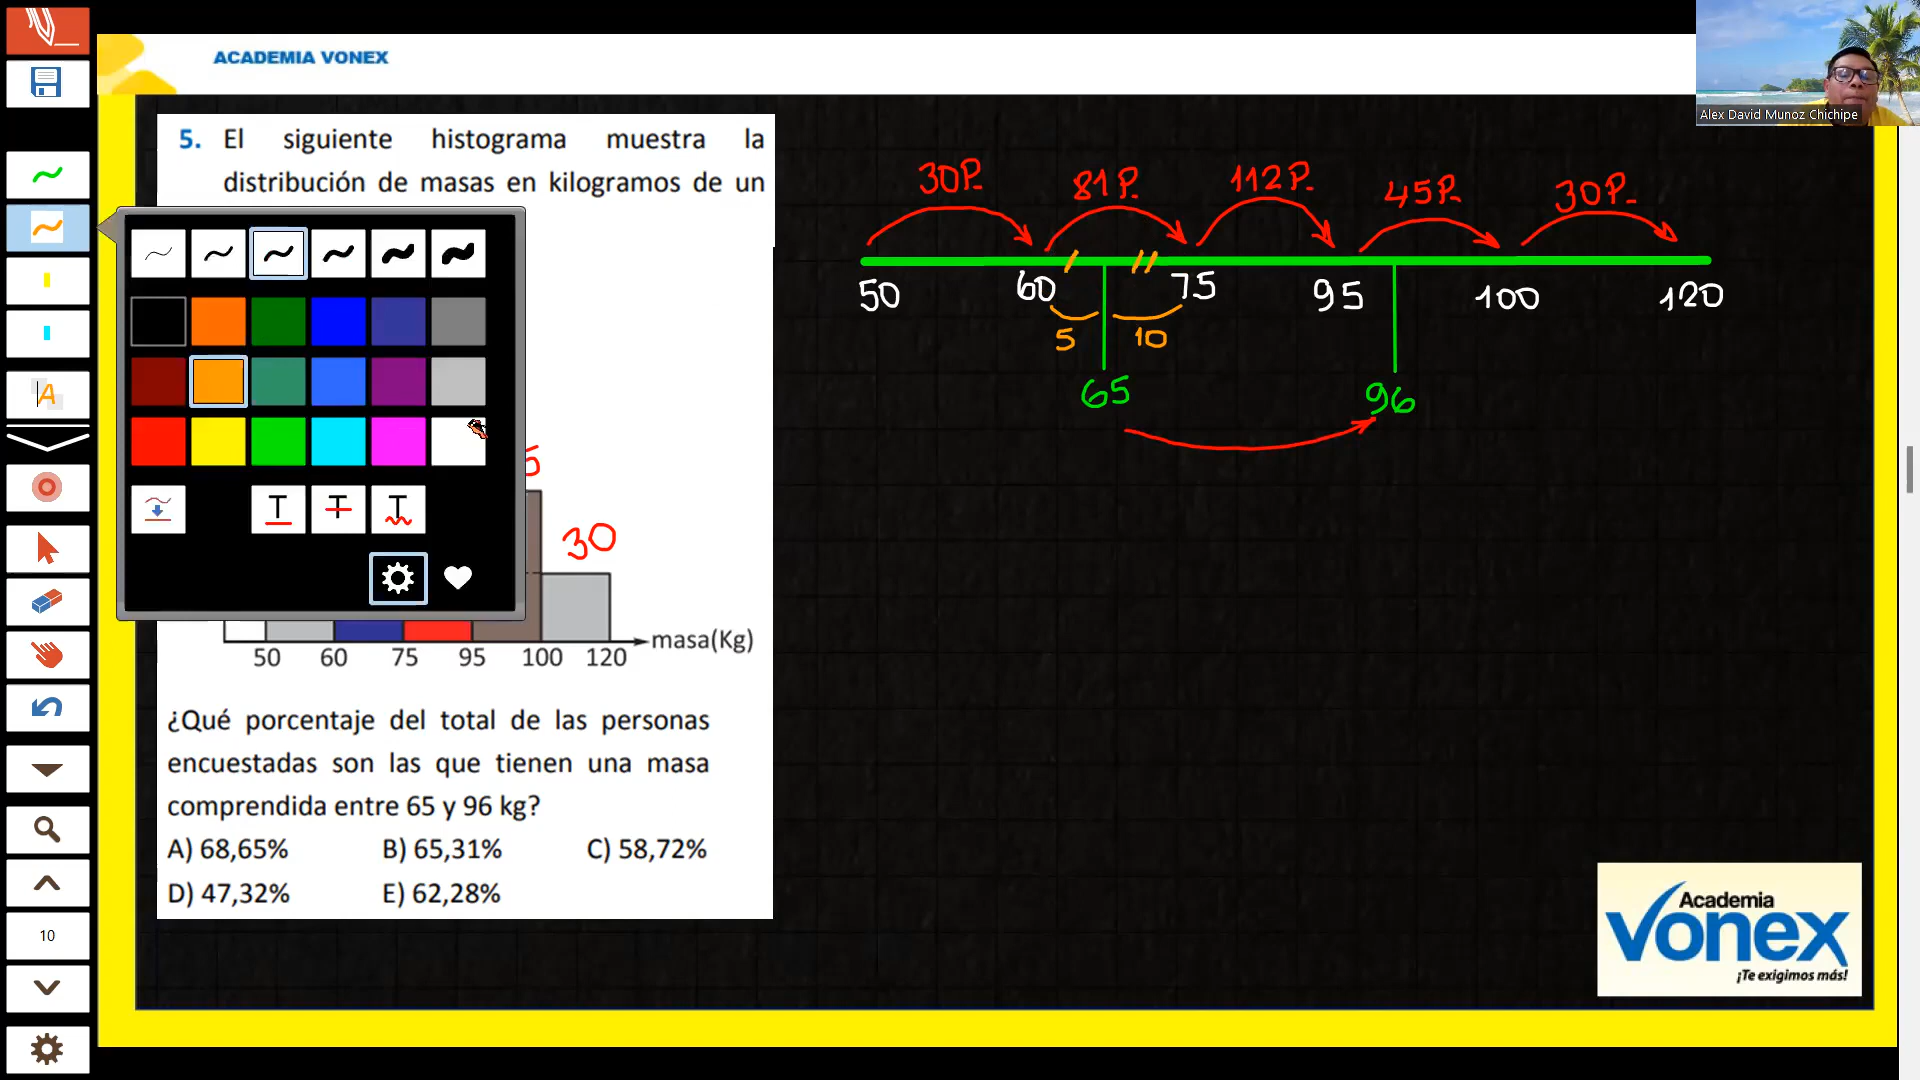 ACADEMIA VONEX
Alex David Munoz Chichipe
5. El siguiente histograma muestra la
distribución de masas en kilogramos de un
30P. 81P. 112P. 45P. 30P.
50 60 75 95 100 120
5 10
65 96
A
T T T
5
30
masa(Kg)
50 60 75 95 100 120
¿Qué porcentaje del total de las personas
encuestadas son las que tienen una masa
comprendida entre 65 y 96 kg?
A) 68,65% B) 65,31% C) 58,72%
D) 47,32% E) 62,28%
10
Academia
vonex
¡Te exigimos más!